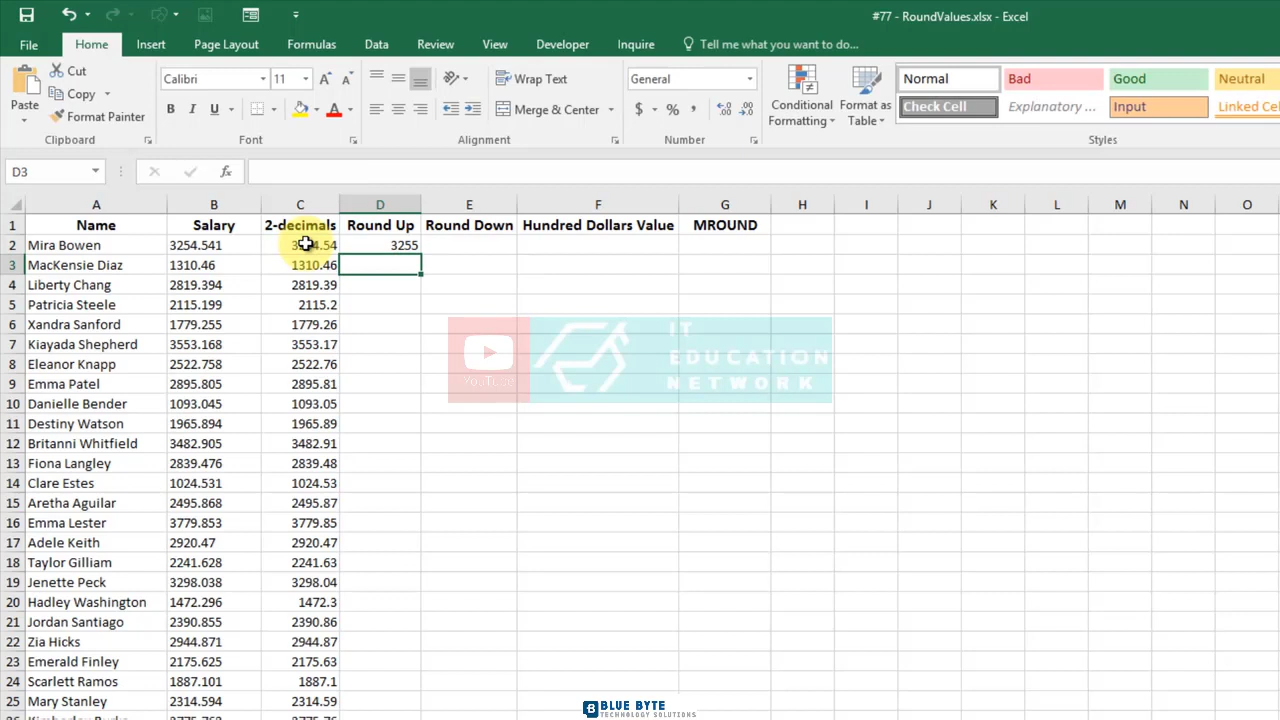 #77 - RoundValues.xlsx - Excel
File Home Insert Page Layout Formulas Data Review View Developer Inquire Tell me what you want to do...
Paste
Cut
Copy
Format Painter
Clipboard
Calibri 11
B I U
Font
Wrap Text
Merge & Center
Alignment
General
$ % ,
Number
Conditional Formatting
Format as Table
Normal Bad Good Neutral
Check Cell Explanatory ... Input Linked Cel
Styles
D3 fx
A B C D E F G H I J K L M N O
1 Name Salary 2-decimals Round Up Round Down Hundred Dollars Value MROUND
2 Mira Bowen 3254.541 3255
3 MacKensie Diaz 1310.46 1310.46
4 Liberty Chang 2819.394 2819.39
5 Patricia Steele 2115.199 2115.2
6 Xandra Sanford 1779.255 1779.26
7 Kiayada Shepherd 3553.168 3553.17
8 Eleanor Knapp 2522.758 2522.76
9 Emma Patel 2895.805 2895.81
10 Danielle Bender 1093.045 1093.05
11 Destiny Watson 1965.894 1965.89
12 Britanni Whitfield 3482.905 3482.91
13 Fiona Langley 2839.476 2839.48
14 Clare Estes 1024.531 1024.53
15 Aretha Aguilar 2495.868 2495.87
16 Emma Lester 3779.853 3779.85
17 Adele Keith 2920.47 2920.47
18 Taylor Gilliam 2241.628 2241.63
19 Jenette Peck 3298.038 3298.04
20 Hadley Washington 1472.296 1472.3
21 Jordan Santiago 2390.855 2390.86
22 Zia Hicks 2944.871 2944.87
23 Emerald Finley 2175.625 2175.63
24 Scarlett Ramos 1887.101 1887.1
25 Mary Stanley 2314.594 2314.59
YouTube
IT
EDUCATION
NETWORK
BLUE BYTE
TECHNOLOGY SOLUTIONS